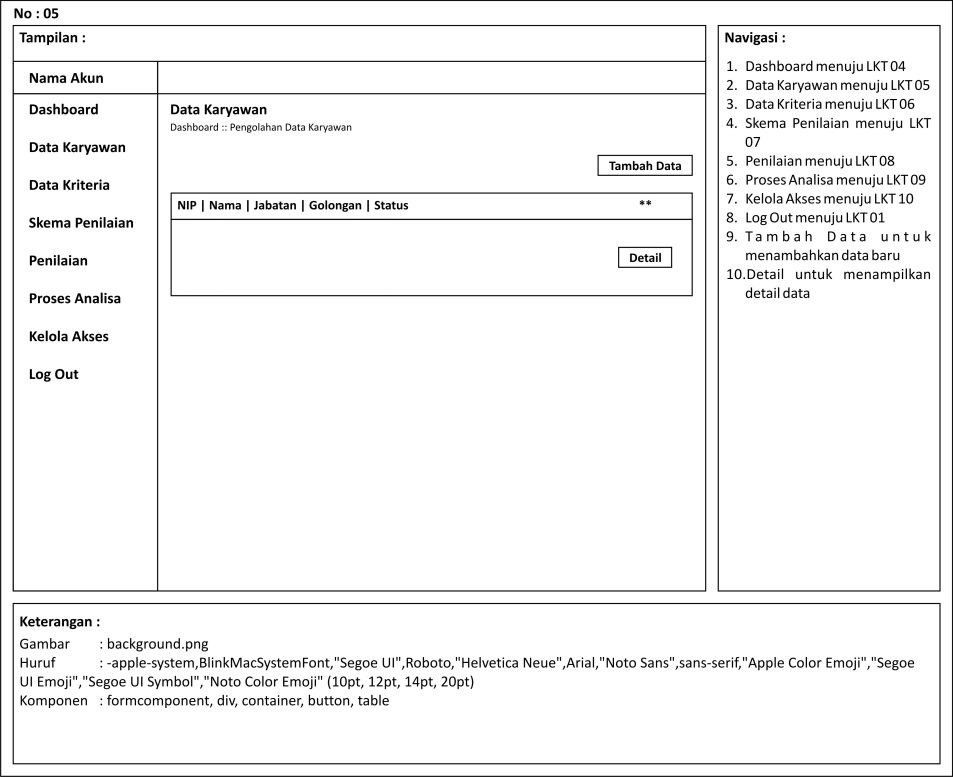 No : 05
Tampilan :
Nama Akun
Dashboard
Data Karyawan
Data Kriteria
Skema Penilaian
Penilaian
Proses Analisa
Kelola Akses
Log Out
Data Karyawan
Dashboard :: Pengolahan Data Karyawan
Tambah Data
NIP | Nama | Jabatan | Golongan | Status **
Detail
Navigasi :
1. Dashboard menuju LKT 04
2. Data Karyawan menuju LKT 05
3. Data Kriteria menuju LKT 06
4. Skema Penilaian menuju LKT
07
5. Penilaian menuju LKT 08
6. Proses Analisa menuju LKT 09
7. Kelola Akses menuju LKT 10
8. Log Out menuju LKT 01
9. Tambah Data untuk
menambahkan data baru
10.Detail untuk menampilkan
detail data
Keterangan :
Gambar : background.png
Huruf : -apple-system,BlinkMacSystemFont,"Segoe UI",Roboto,"Helvetica Neue",Arial,"Noto Sans",sans-serif,"Apple Color Emoji","Segoe
UI Emoji","Segoe UI Symbol","Noto Color Emoji" (10pt, 12pt, 14pt, 20pt)
Komponen : formcomponent, div, container, button, table